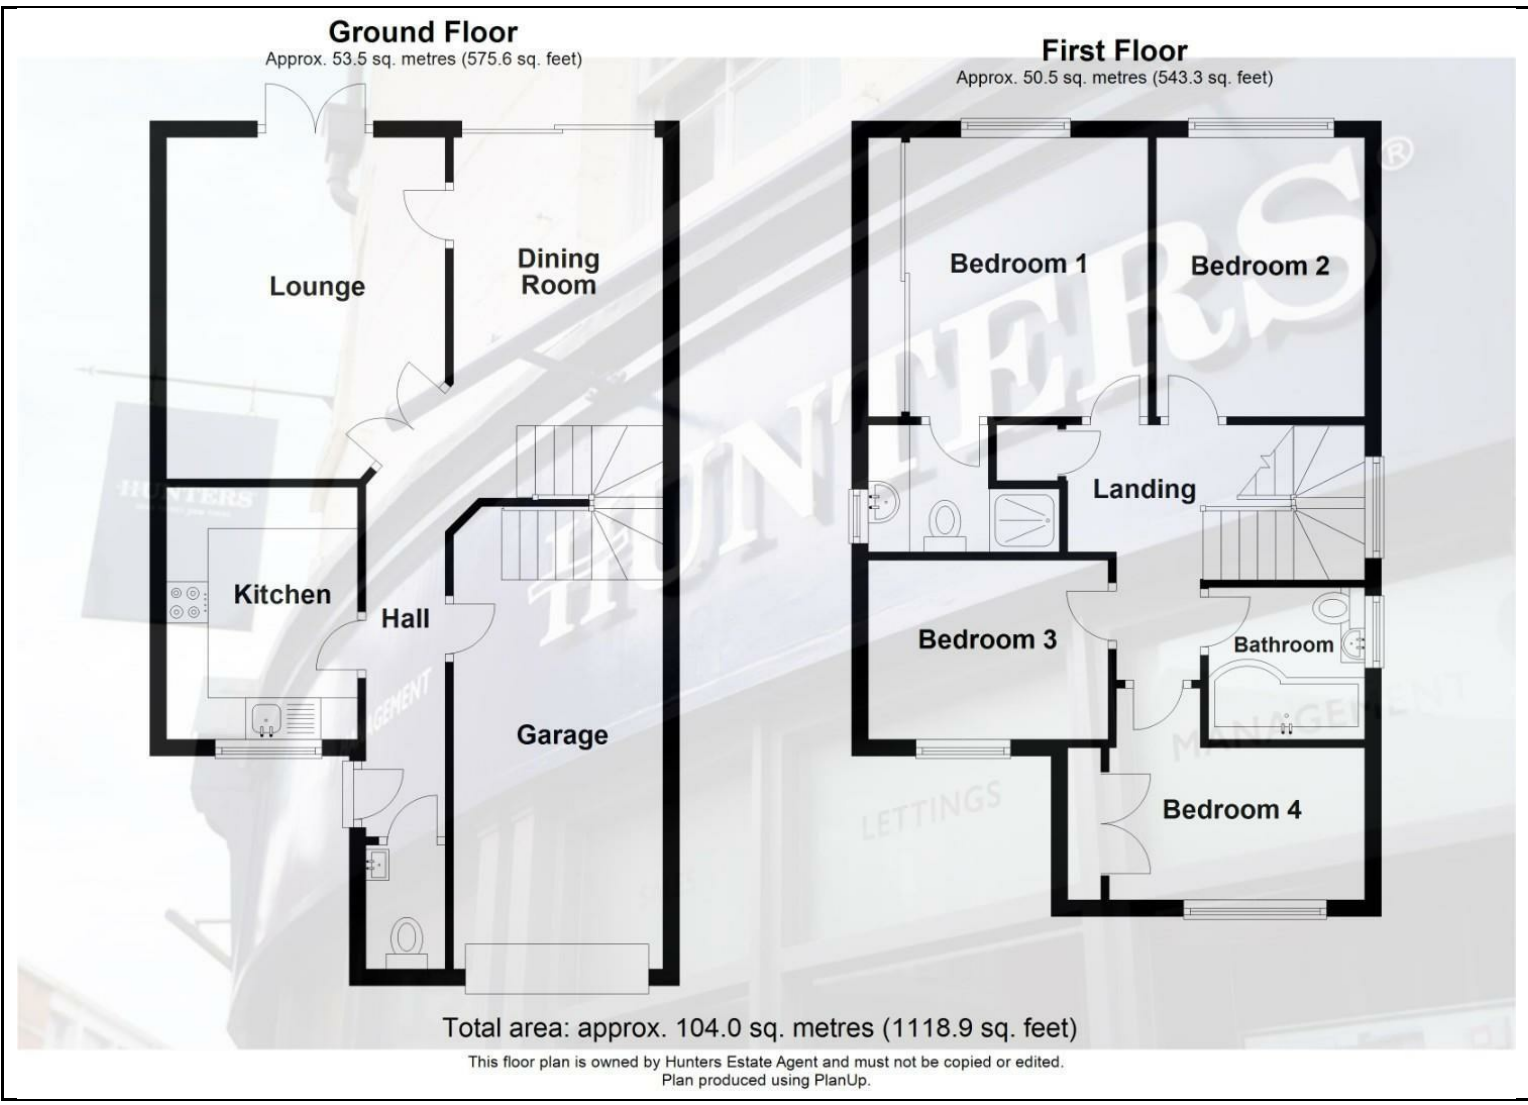 Ground Floor
Approx. 53.5 sq. metres (575.6 sq. feet)
First Floor
Approx. 50.5 sq. metres (543.3 sq. feet)
Lounge
Dining
Room
Kitchen
Hall
Garage
Bedroom 1
Bedroom 2
Landing
Bedroom 3
Bathroom
Bedroom 4
HUNTERS®
HUNTERS
MANAGEMENT
LETTINGS
Total area: approx. 104.0 sq. metres (1118.9 sq. feet)
This floor plan is owned by Hunters Estate Agent and must not be copied or edited.
Plan produced using PlanUp.